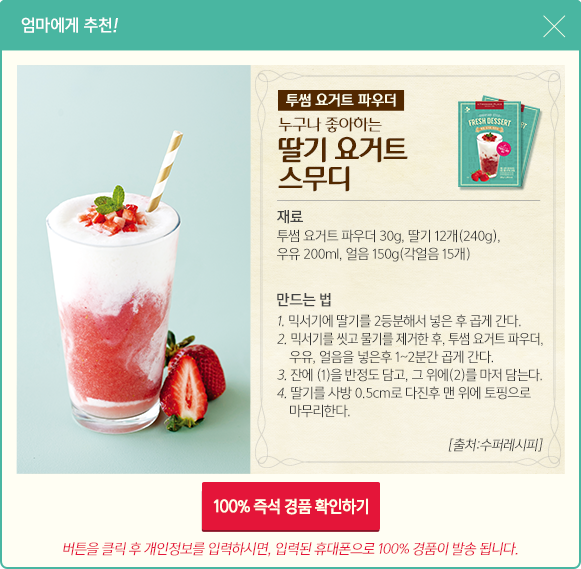 엄마에게 추천!
투썸 요거트 파우더
누구나 좋아하는
딸기 요거트
스무디
FRESH DESSERT
재료
투썸 요거트 파우더 30g, 딸기 12개(240g),
우유 200ml, 얼음 150g(각얼음 15개)
만드는 법
1. 믹서기에 딸기를 2등분해서 넣은 후 곱게 간다.
2. 믹서기를 씻고 물기를 제거한 후, 투썸 요거트 파우더,
우유, 얼음을 넣은후 1~2분간 곱게 간다.
3. 잔에 (1)을 반정도 담고, 그 위에(2)를 마저 담는다.
4. 딸기를 사방 0.5cm로 다진후 맨 위에 토핑으로
마무리한다.
[출처:수퍼레시피]
100% 즉석 경품 확인하기
버튼을 클릭 후 개인정보를 입력하시면, 입력된 휴대폰으로 100% 경품이 발송 됩니다.